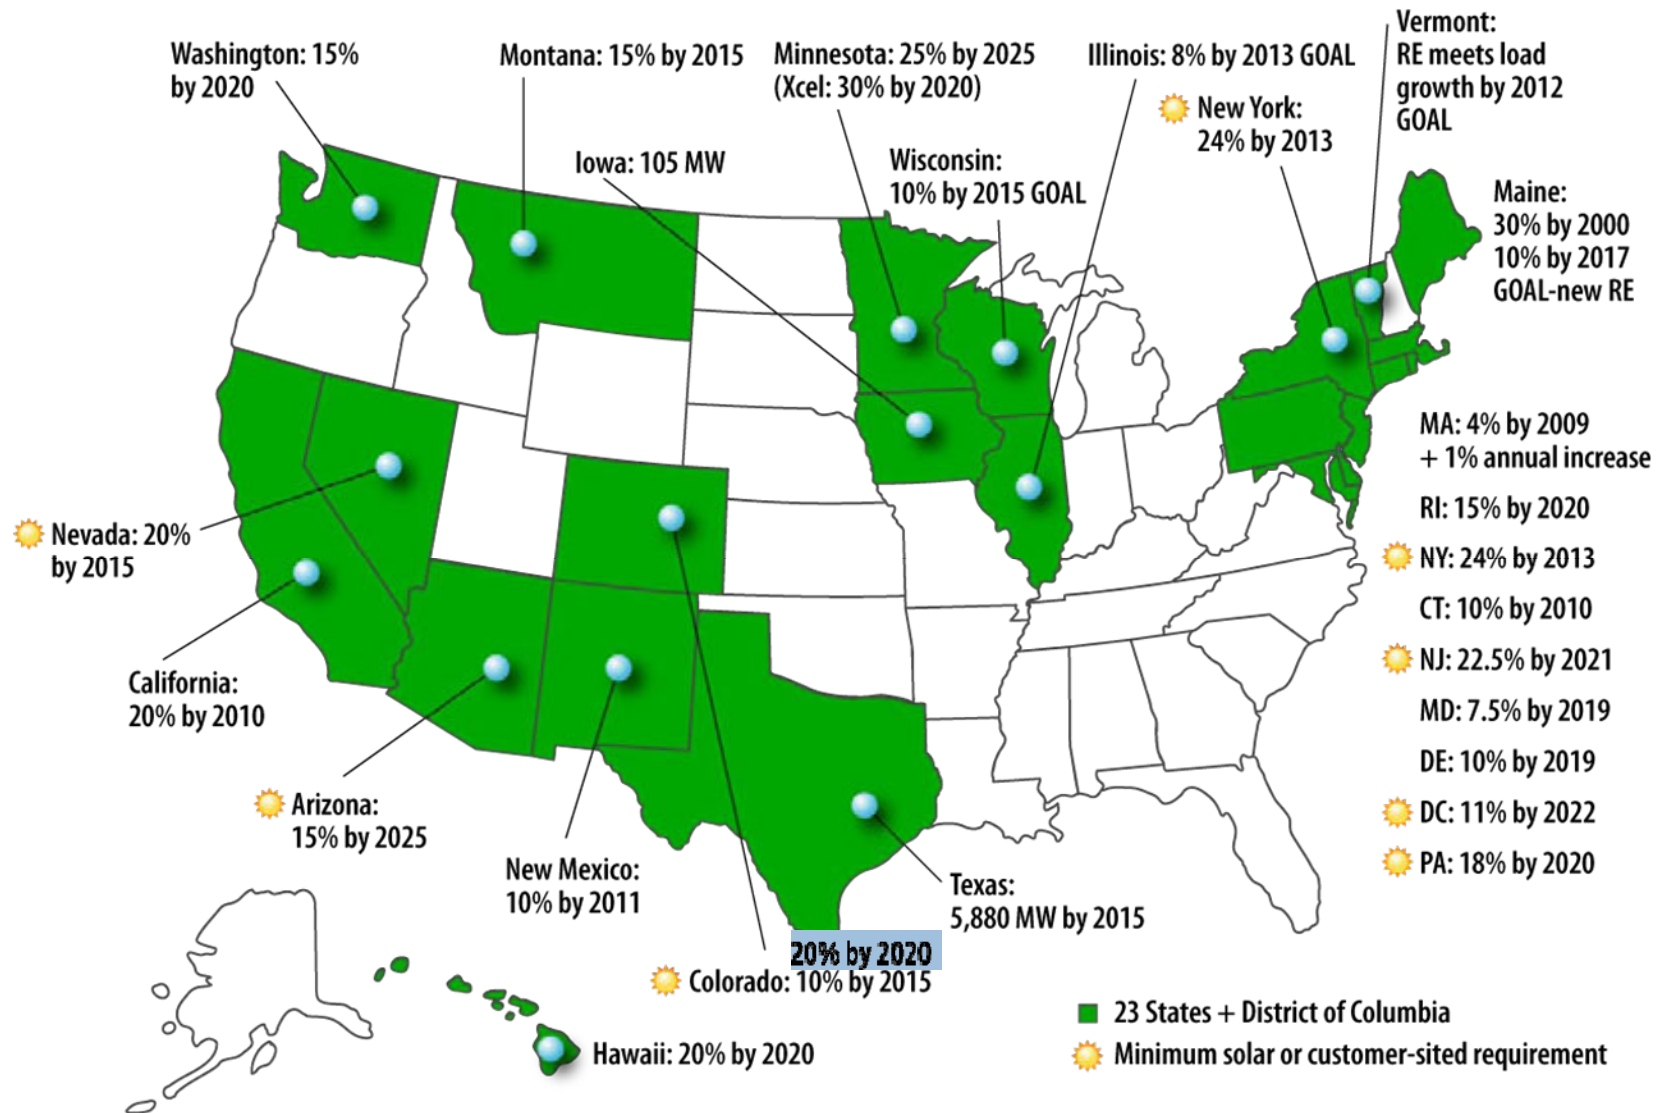 Washington: 15%
by 2020
Montana: 15% by 2015
Minnesota: 25% by 2025
(Xcel: 30% by 2020)
Illinois: 8% by 2013 GOAL
Vermont:
RE meets load
growth by 2012
GOAL
New York:
24% by 2013
Iowa: 105 MW
Wisconsin:
10% by 2015 GOAL
Maine:
30% by 2000
10% by 2017
GOAL-new RE
MA: 4% by 2009
+ 1% annual increase
RI: 15% by 2020
NY: 24% by 2013
CT: 10% by 2010
NJ: 22.5% by 2021
MD: 7.5% by 2019
DE: 10% by 2019
DC: 11% by 2022
PA: 18% by 2020
Nevada: 20%
by 2015
California:
20% by 2010
Arizona:
15% by 2025
New Mexico:
10% by 2011
Texas:
5,880 MW by 2015
20% by 2020
Colorado: 10% by 2015
Hawaii: 20% by 2020
23 States + District of Columbia
Minimum solar or customer-sited requirement